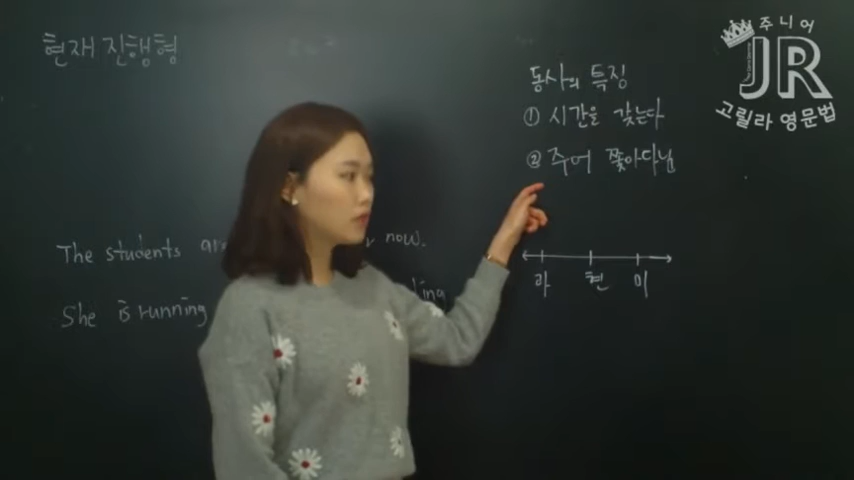 현재 진행형
The students
now.
She is running
ding
동사의 특징
① 시간을 갖는다
② 주어 쫓아다님
과 현 미
주니어
JR
고릴라 영문법